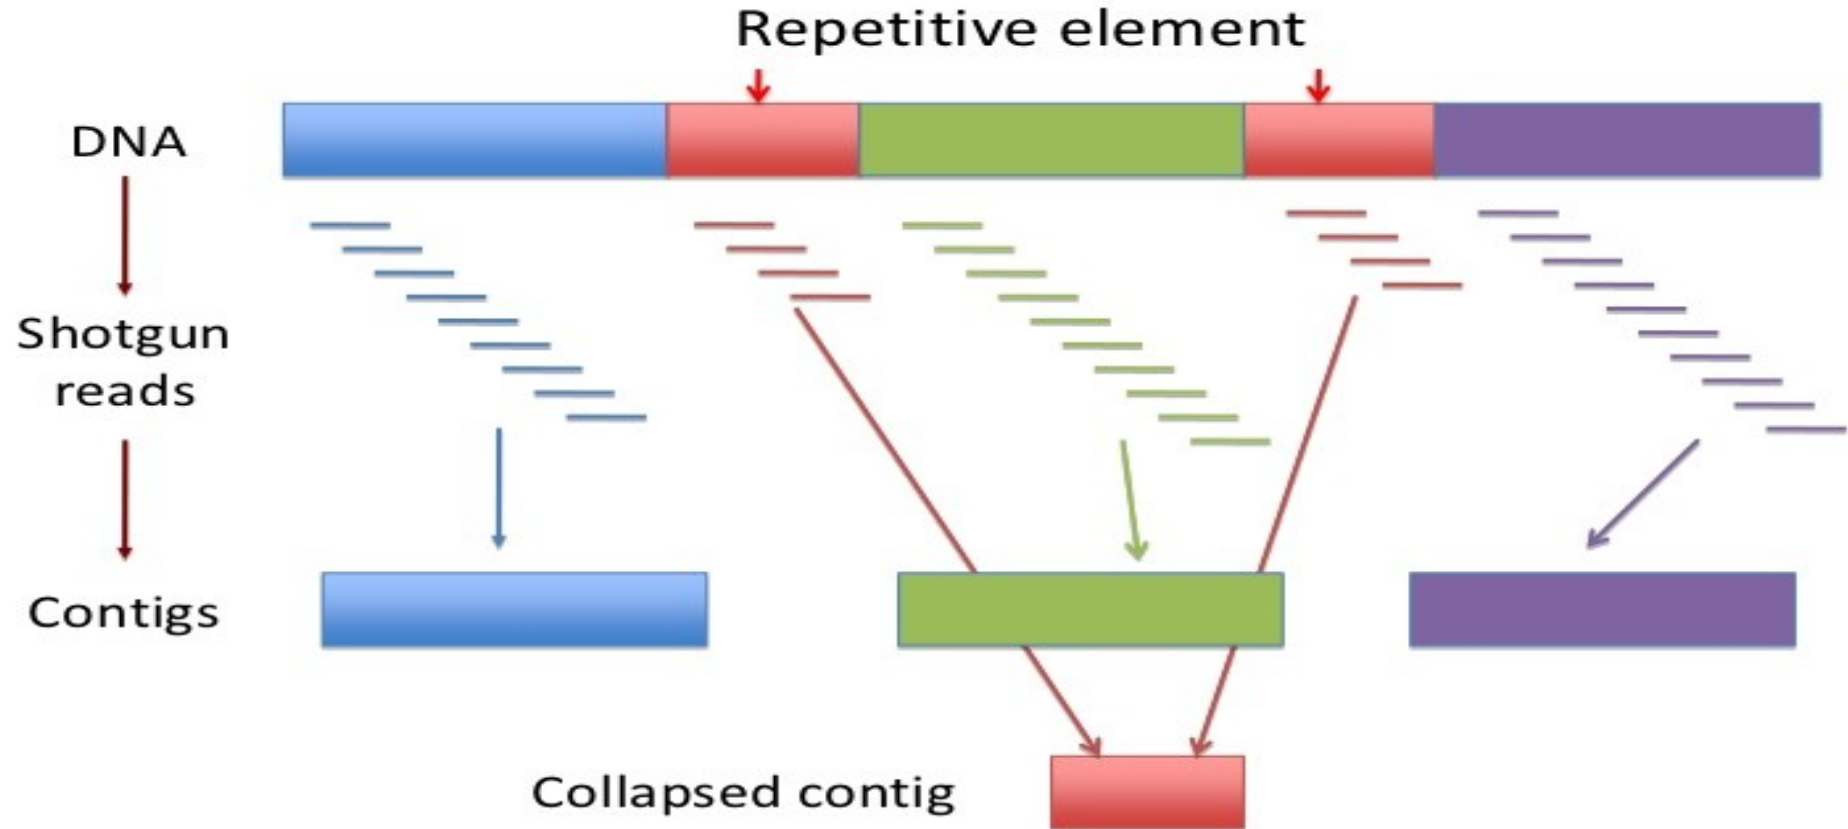 Repetitive element
DNA
Shotgun
reads
Contigs
Collapsed contig